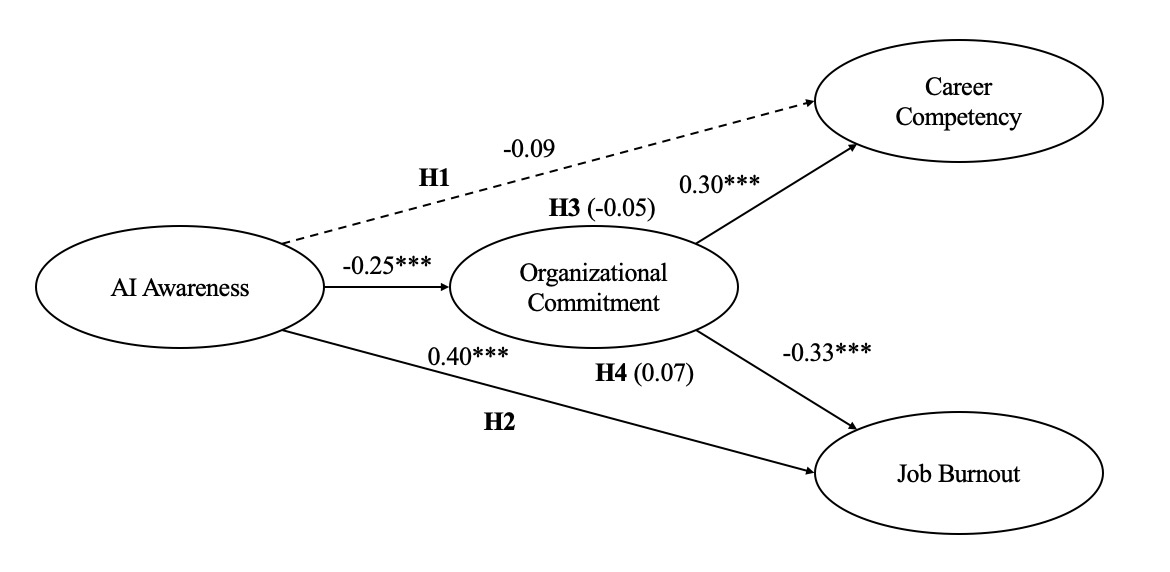 Career
Competency
-0.09
H1
0.30***
H3 (-0.05)
-0.25***
AI Awareness
Organizational
Commitment
0.40***
-0.33***
H4 (0.07)
H2
Job Burnout